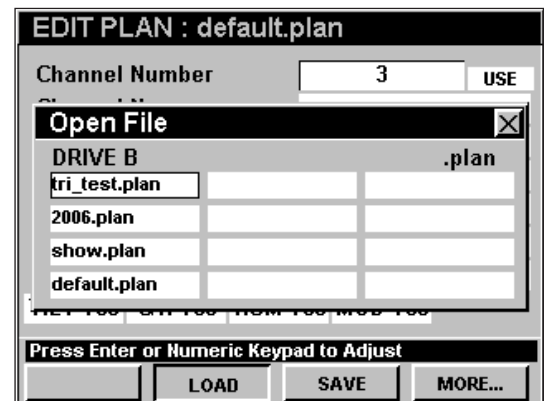 EDIT PLAN : default.plan
Channel Number 3 USE
Open File
DRIVE B .plan
tri_test.plan
2006.plan
show.plan
default.plan
Press Enter or Numeric Keypad to Adjust
LOAD SAVE MORE...